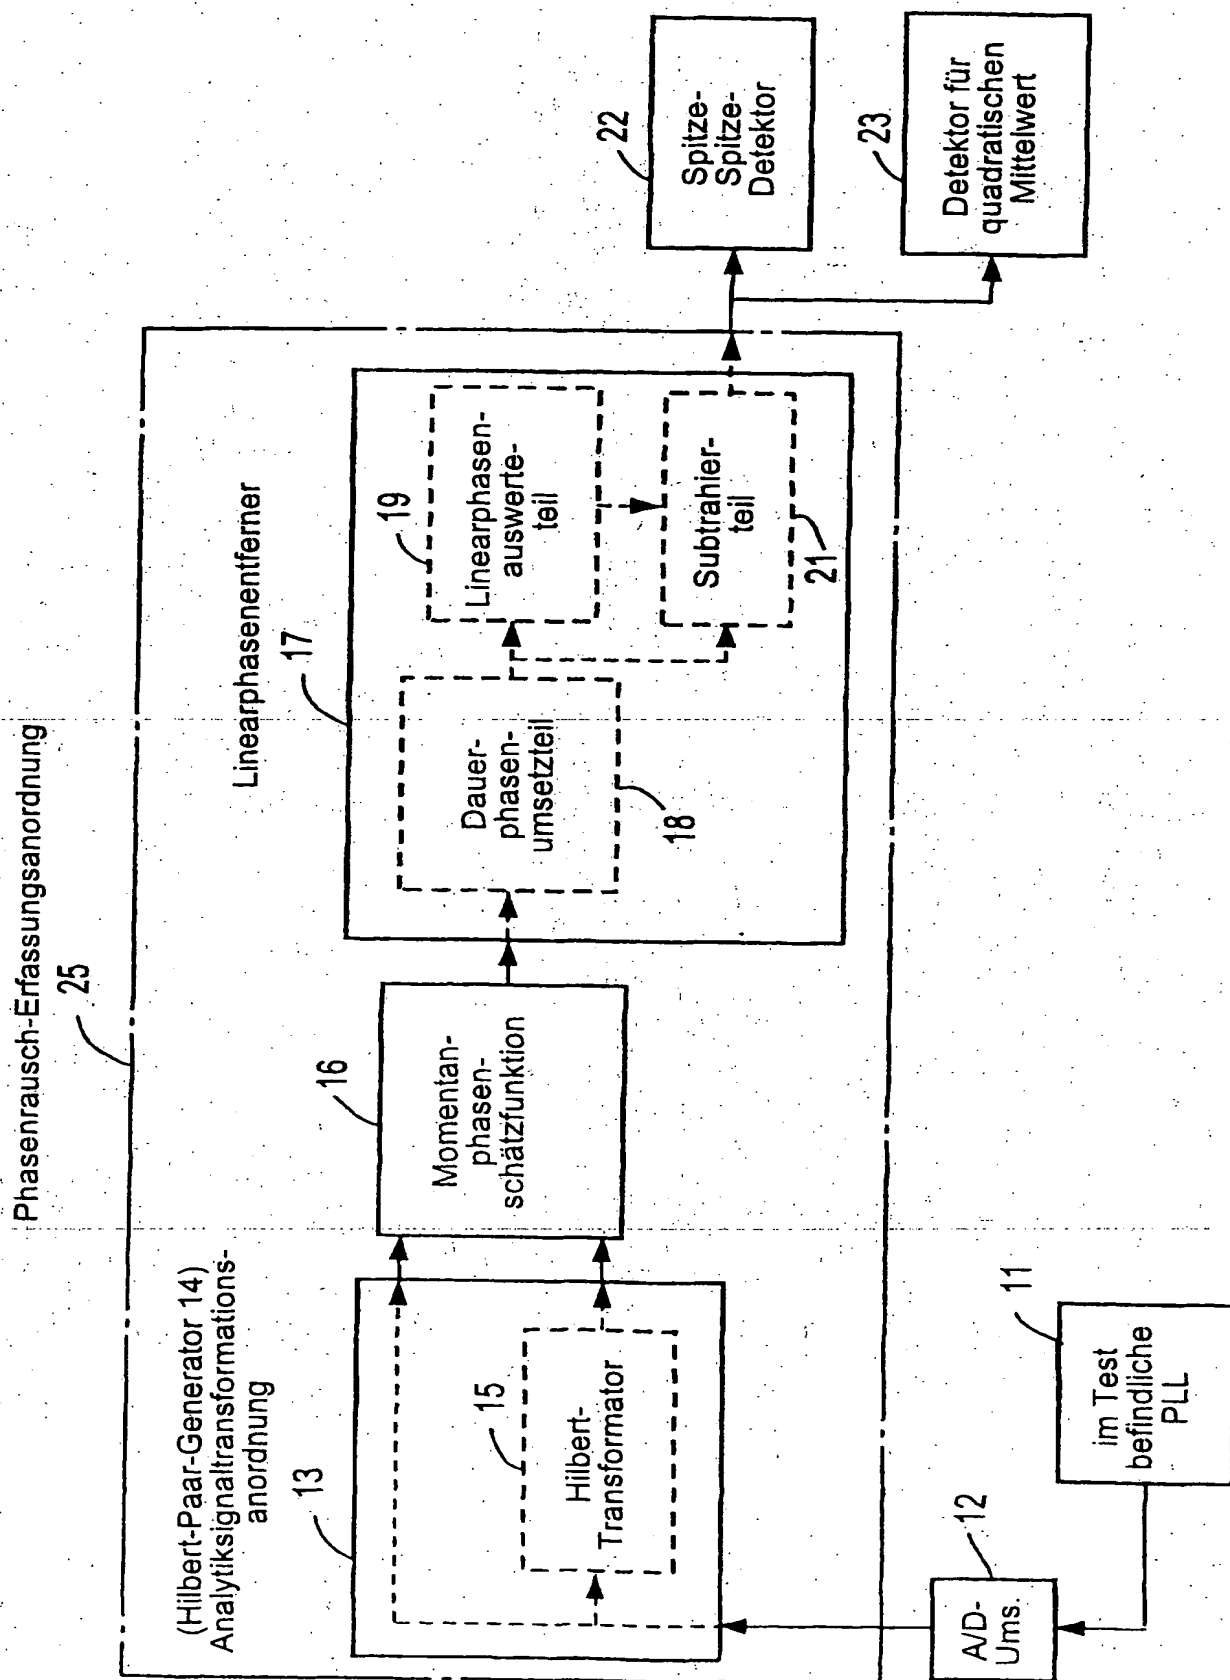 Phasenrausch-Erfassungsanordnung
25
(Hilbert-Paar-Generator 14)
Analytiksignaltransformations-
anordnung
13
15
Hilbert-
Transformator
16
Momentan-
phasen-
schätzfunktion
Linearphasenentferner
17
Dauer-
phasen-
umsetzteil
18
19
Linearphasen-
auswerte-
teil
Subtrahier-
teil
21
22
Spitze-
Spitze-
Detektor
23
Detektor für
quadratischen
Mittelwert
12
A/D-
Ums.
11
im Test
befindliche
PLL